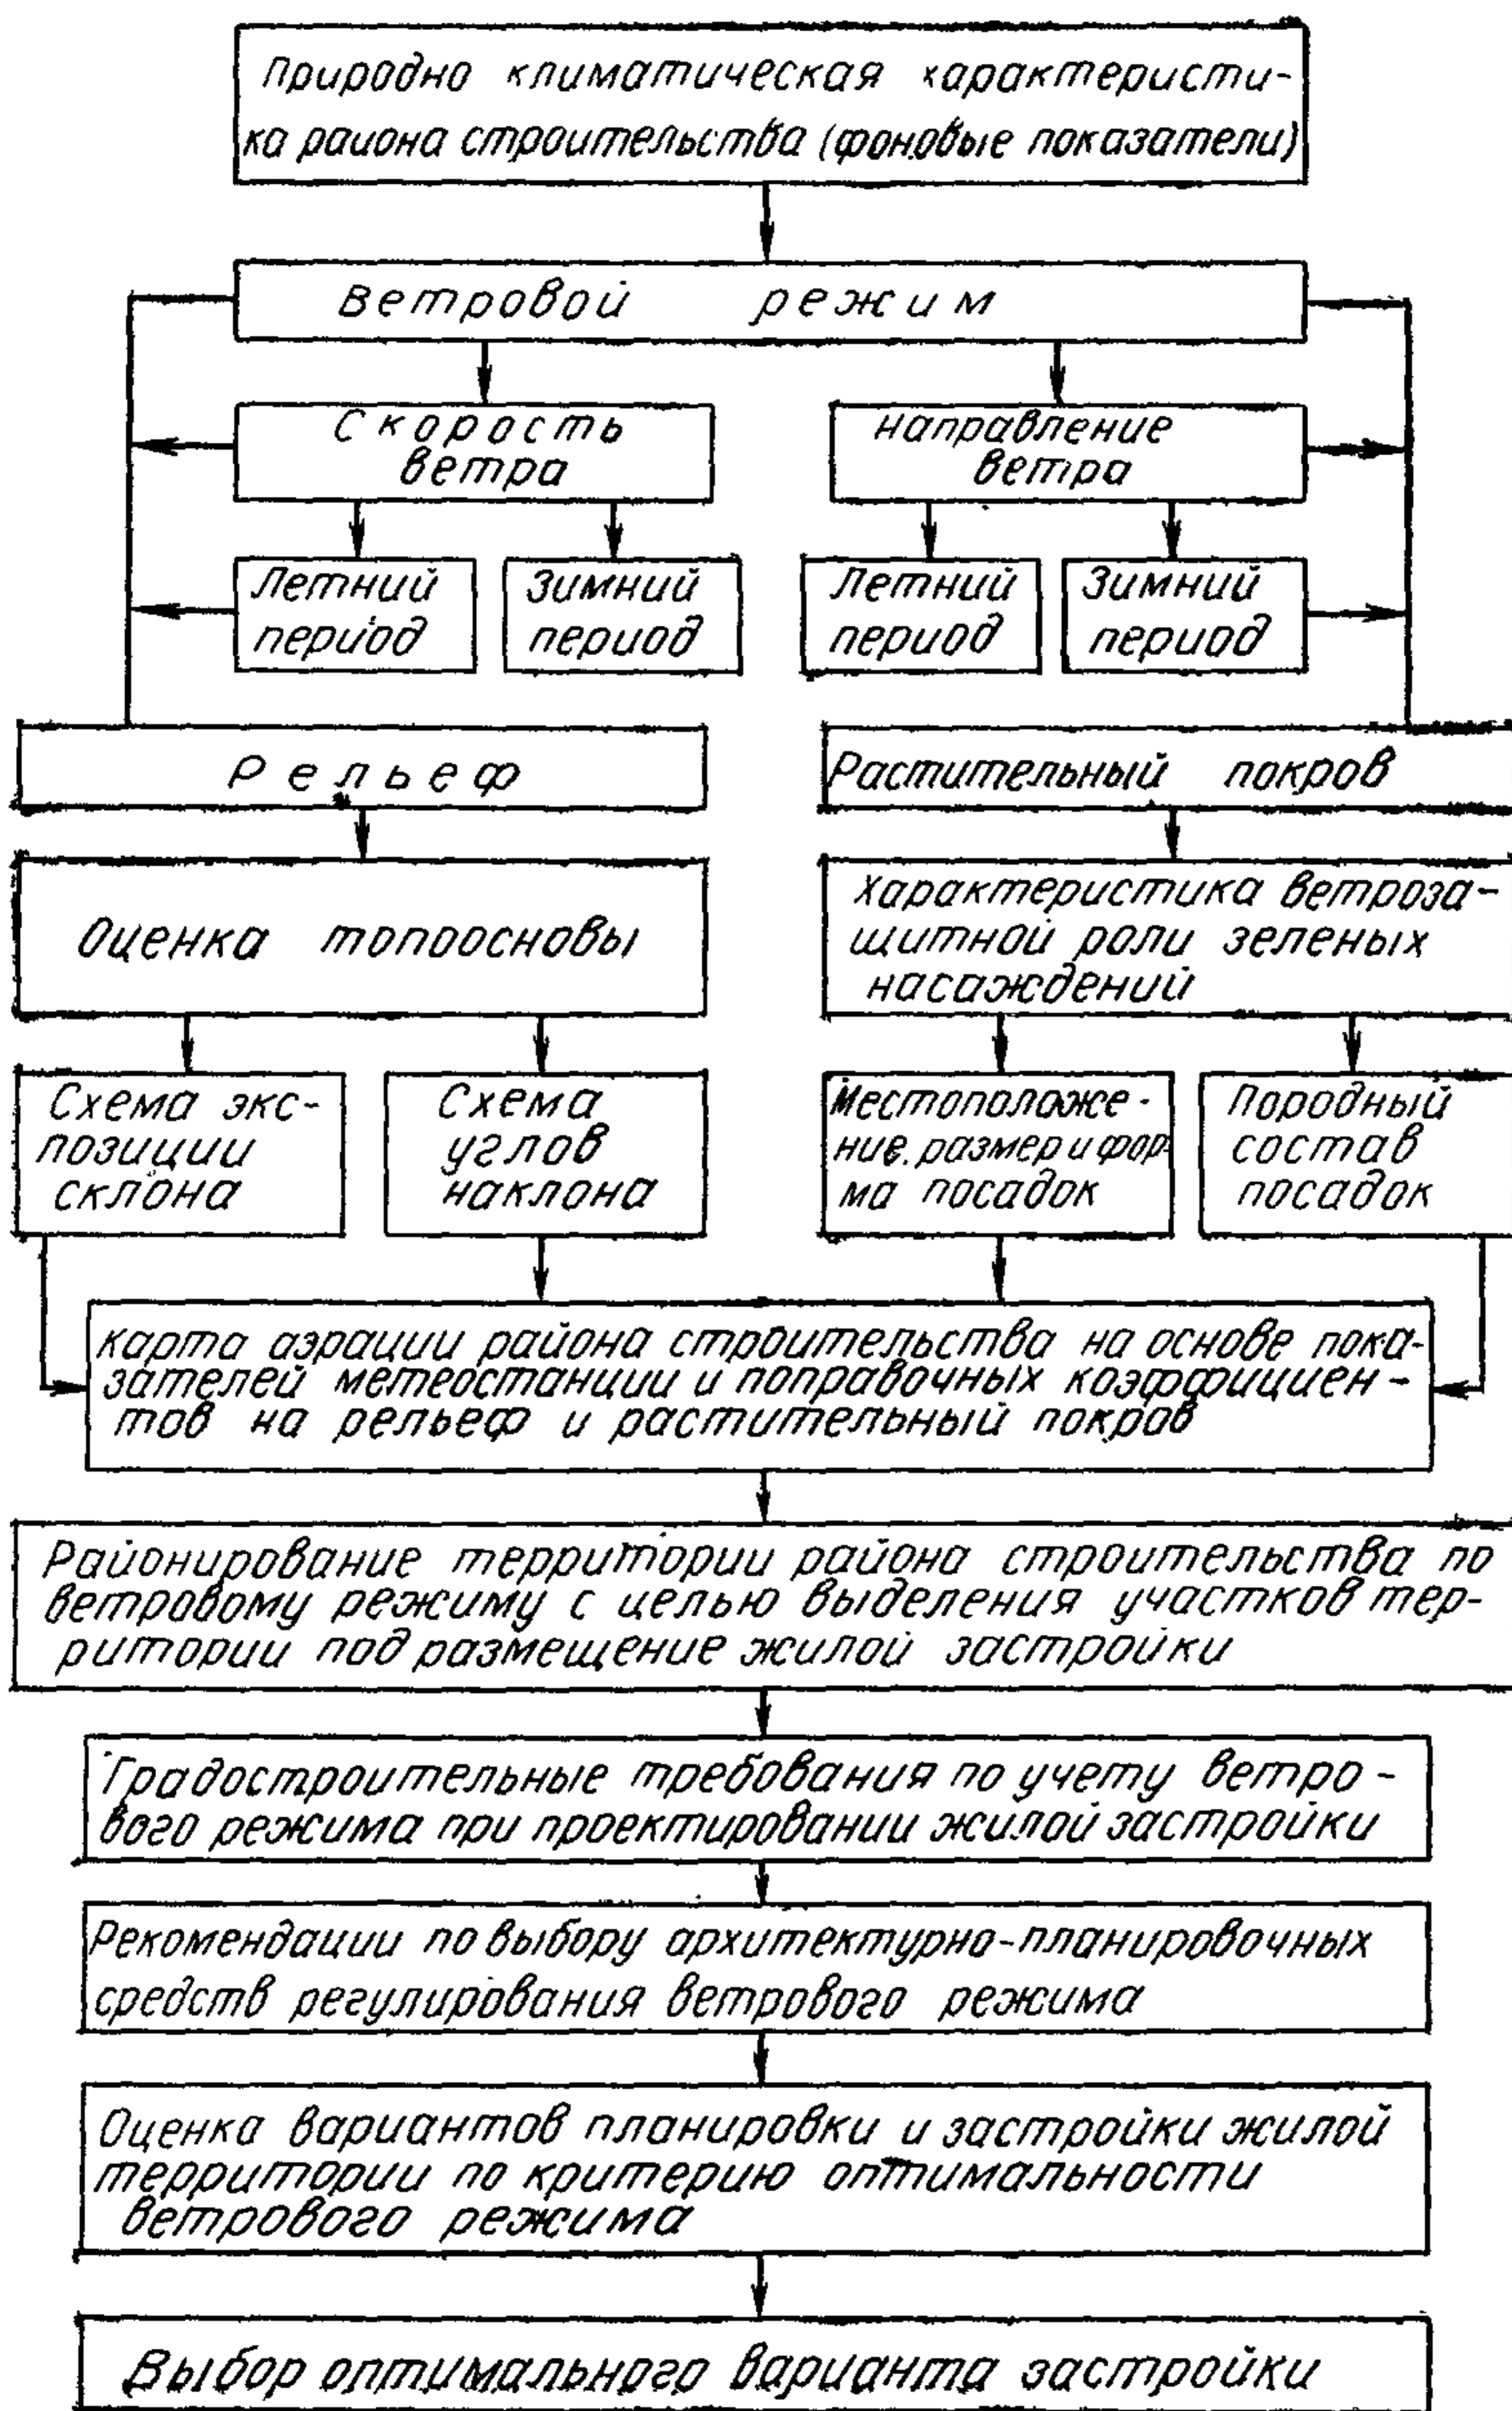 Природно климатическая характеристи-
ка района строительства (фоновые показатели)
Ветровой режим
Скорость
ветра
Направление
ветра
Летний
период
Зимний
период
Летний
период
Зимний
период
Рельеф
Растительный покров
Оценка топоосновы
Характеристика ветроза-
щитной роли зеленых
насаждений
Схема экс-
позиции
склона
Схема
углов
наклона
Местоположе-
ние, размер и фор-
ма посадок
Породный
состав
посадок
Карта аэрации района строительства на основе пока-
зателей метеостанции и поправочных коэффициен-
тов на рельеф и растительный покров
Районирование территории района строительства по
ветровому режиму с целью выделения участков тер-
ритории под размещение жилой застройки
Градостроительные требования по учету ветро-
вого режима при проектировании жилой застройки
Рекомендации по выбору архитектурно-планировочных
средств регулирования ветрового режима
Оценка вариантов планировки и застройки жилой
территории по критерию оптимальности
ветрового режима
Выбор оптимального варианта застройки